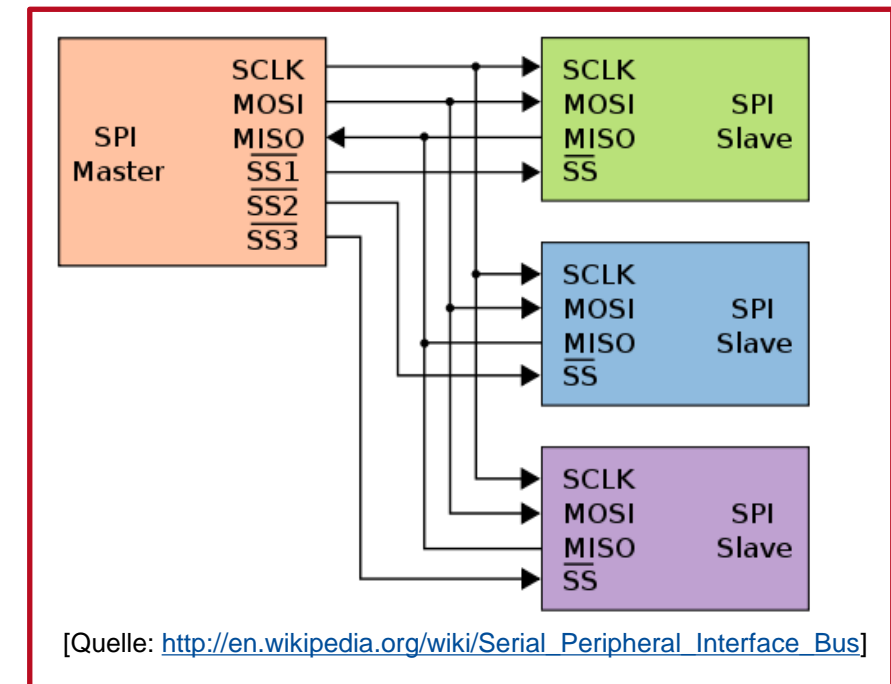 SPI
Master
SCLK
MOSI
MISO
SS1
SS2
SS3
SCLK
MOSI
MISO
SS
SPI
Slave
SCLK
MOSI
MISO
SS
SPI
Slave
SCLK
MOSI
MISO
SS
SPI
Slave
[Quelle: http://en.wikipedia.org/wiki/Serial_Peripheral_Interface_Bus]